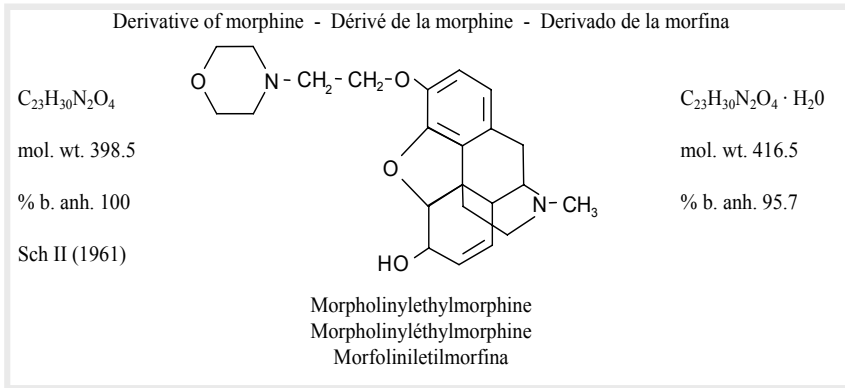 Derivative of morphine - Dérivé de la morphine - Derivado de la morfina
C₂₃H₃₀N₂O₄
mol. wt. 398.5
% b. anh. 100
Sch II (1961)
O N-CH₂-CH₂-O
O
N-CH₃
HO
C₂₃H₃₀N₂O₄ · H₂0
mol. wt. 416.5
% b. anh. 95.7
Morpholinylethylmorphine
Morpholinyléthylmorphine
Morfoliniletilmorfina